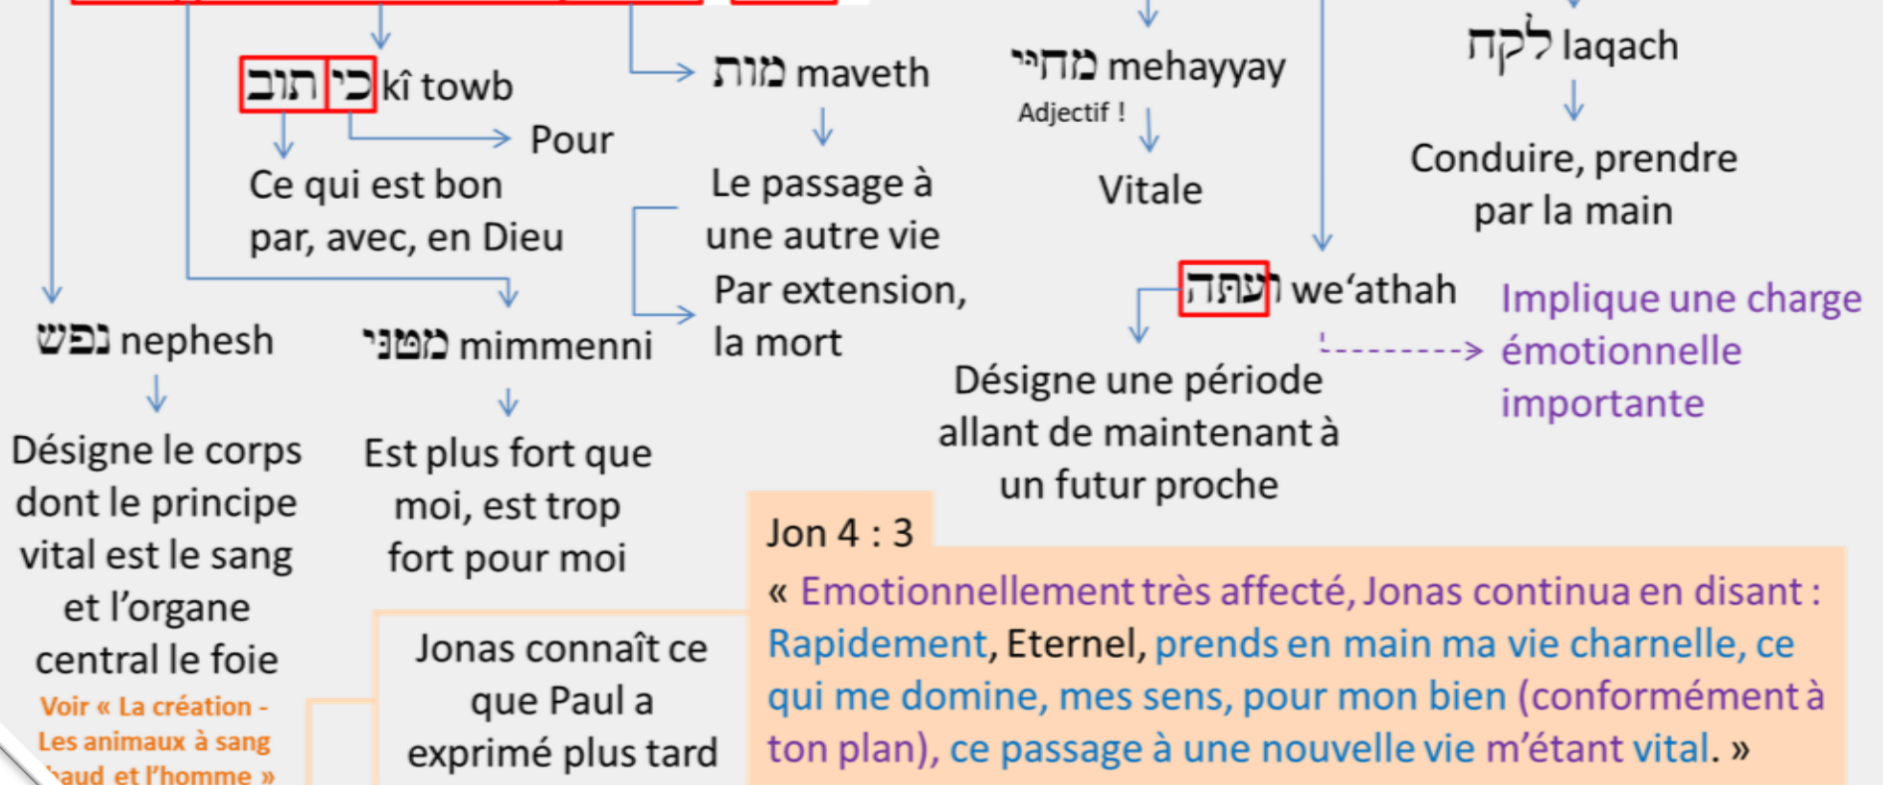 כי תוב kî towb
Pour
Ce qui est bon
par, avec, en Dieu
מות maveth
Le passage à
une autre vie
Par extension,
la mort
מחיי mehayyay
Adjectif !
Vitale
לקח laqach
Conduire, prendre
par la main
ועתּה we‘athah
Implique une charge
émotionnelle
importante
Désigne une période
allant de maintenant à
un futur proche
נפש nephesh
Désigne le corps
dont le principe
vital est le sang
et l’organe
central le foie
Voir « La création -
Les animaux à sang
haud et l’homme »
mimmenni
Est plus fort que
moi, est trop
fort pour moi
Jonas connaît ce
que Paul a
exprimé plus tard
Jon 4 : 3
« Emotionnellement très affecté, Jonas continua en disant :
Rapidement, Eternel, prends en main ma vie charnelle, ce
qui me domine, mes sens, pour mon bien (conformément à
ton plan), ce passage à une nouvelle vie m’étant vital. »